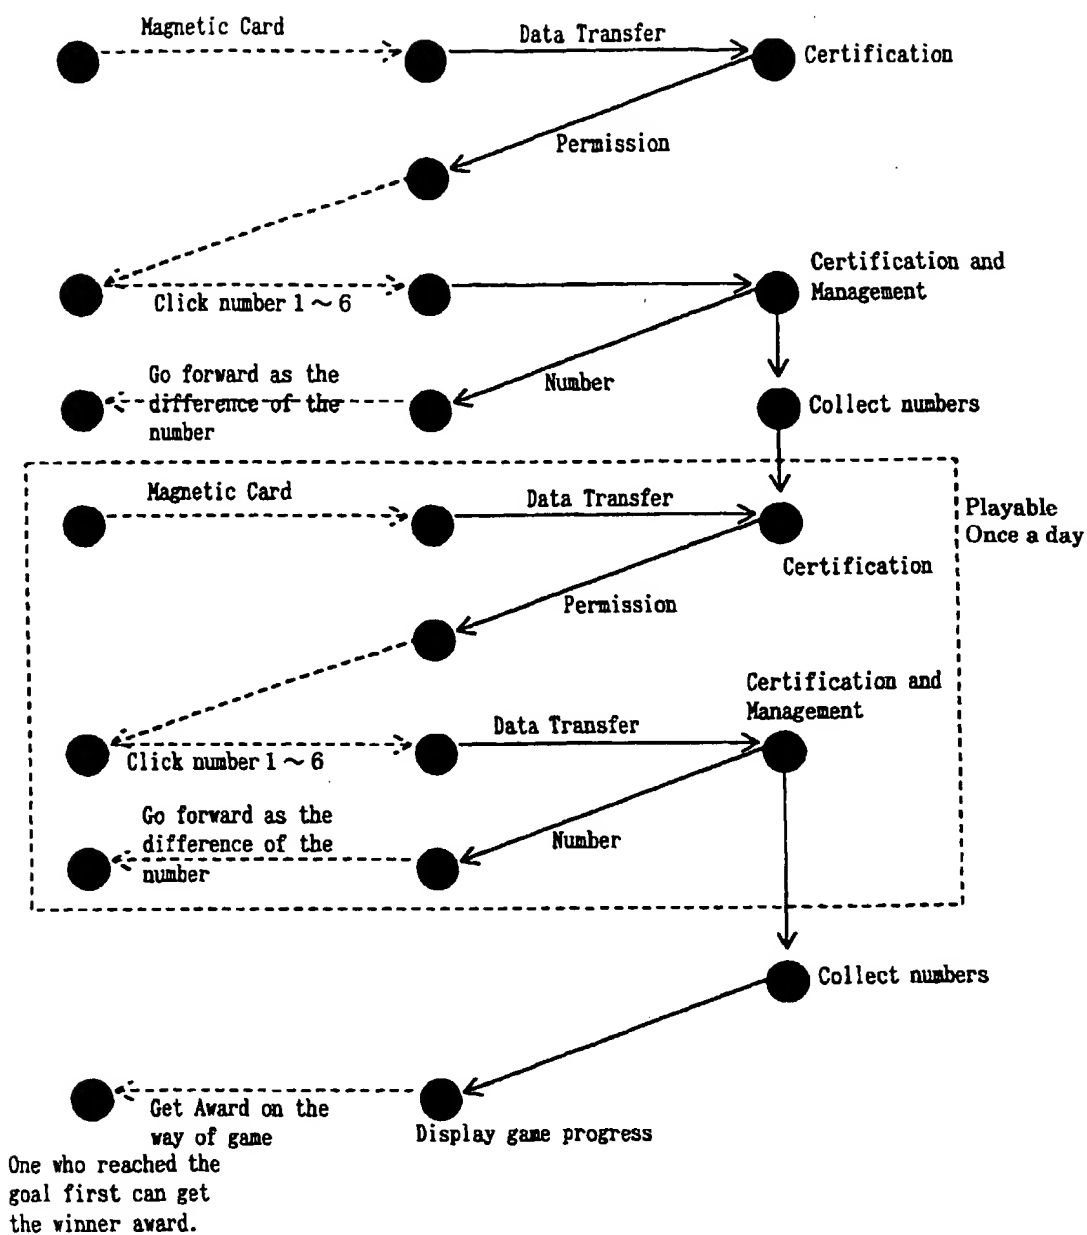 Magnetic Card
Data Transfer
Certification
Permission
Certification and
Management
Click number 1 ~ 6
Go forward as the
difference of the
number
Number
Collect numbers
Magnetic Card
Data Transfer
Playable
Once a day
Certification
Permission
Certification and
Management
Data Transfer
Click number 1 ~ 6
Go forward as the
difference of the
number
Number
Collect numbers
Get Award on the
way of game
Display game progress
One who reached the
goal first can get
the winner award.